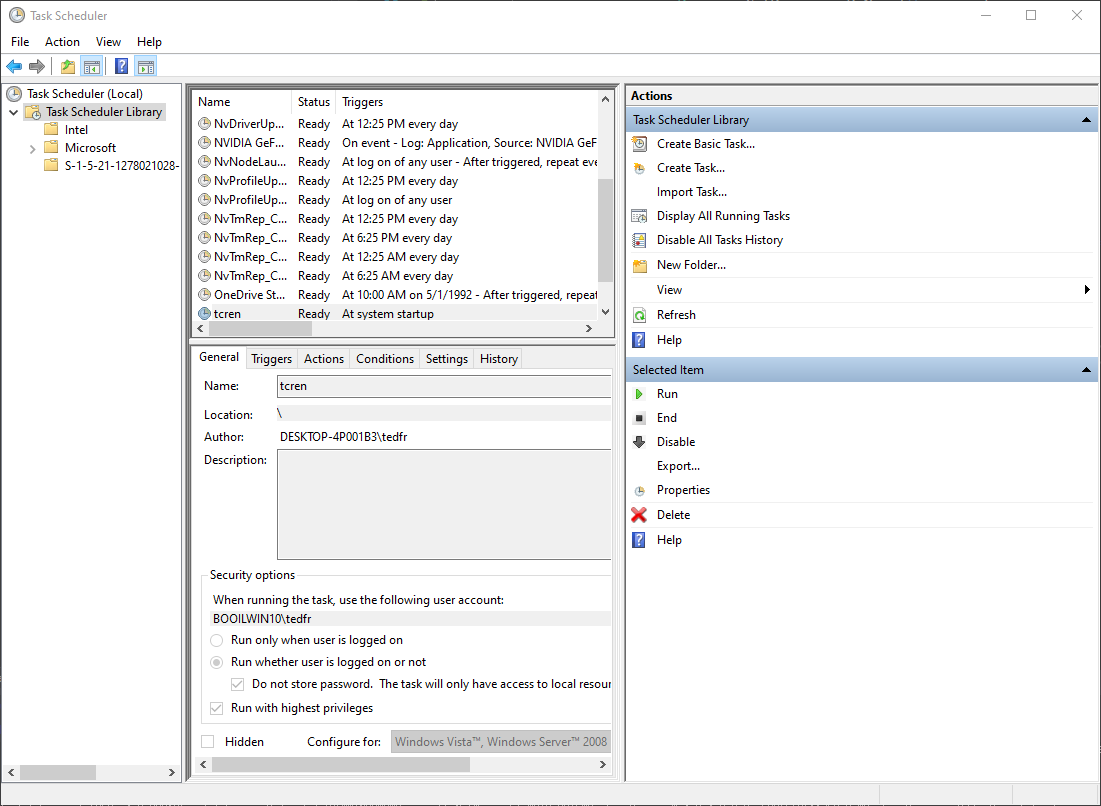 Task Scheduler
File Action View Help
Task Scheduler (Local)
Task Scheduler Library
Intel
Microsoft
S-1-5-21-1278021028-
Name Status Triggers
NvDriverUp... Ready At 12:25 PM every day
NVIDIA GeF... Ready On event - Log: Application, Source: NVIDIA GeF
NvNodeLau... Ready At log on of any user - After triggered, repeat eve
NvProfileUp... Ready At 12:25 PM every day
NvProfileUp... Ready At log on of any user
NvTmRep_C... Ready At 12:25 PM every day
NvTmRep_C... Ready At 6:25 PM every day
NvTmRep_C... Ready At 12:25 AM every day
NvTmRep_C... Ready At 6:25 AM every day
OneDrive St... Ready At 10:00 AM on 5/1/1992 - After triggered, repeat
tcren Ready At system startup
General Triggers Actions Conditions Settings History
Name: tcren
Location: \
Author: DESKTOP-4P001B3\tedfr
Description:
Security options
When running the task, use the following user account:
BOOILWIN10\tedfr
Run only when user is logged on
Run whether user is logged on or not
Do not store password.  The task will only have access to local resour
Run with highest privileges
Hidden Configure for: Windows Vista™, Windows Server™ 2008
Actions
Task Scheduler Library
Create Basic Task...
Create Task...
Import Task...
Display All Running Tasks
Disable All Tasks History
New Folder...
View
Refresh
Help
Selected Item
Run
End
Disable
Export...
Properties
Delete
Help